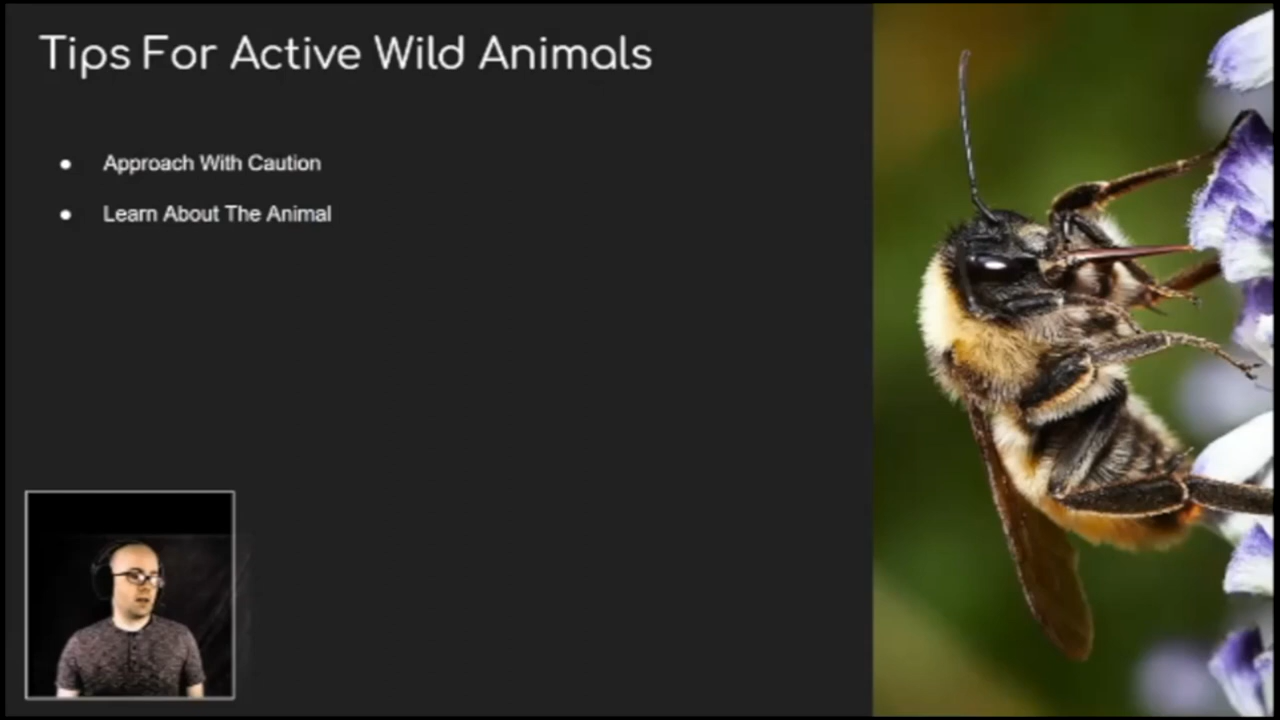 Tips For Active Wild Animals
● Approach With Caution
● Learn About The Animal